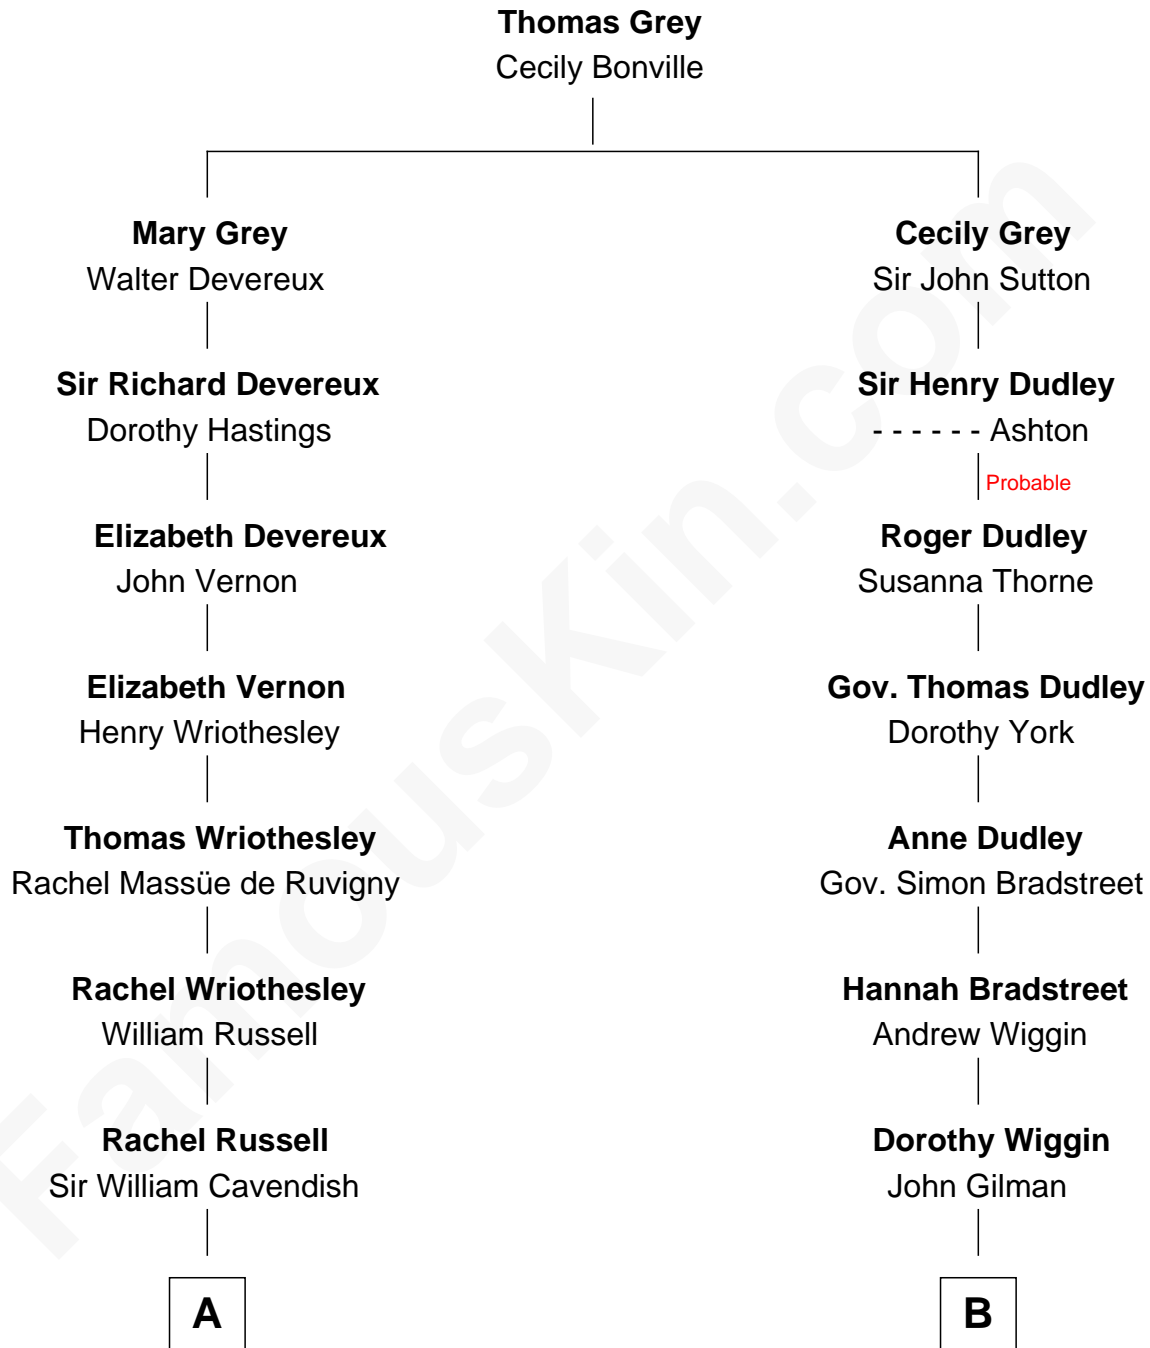 Thomas Grey
Cecily Bonville
Mary Grey
Walter Devereux
Cecily Grey
Sir John Sutton
Sir Richard Devereux
Dorothy Hastings
Sir Henry Dudley
- - - - - - Ashton
Probable
Elizabeth Devereux
John Vernon
Roger Dudley
Susanna Thorne
Elizabeth Vernon
Henry Wriothesley
Gov. Thomas Dudley
Dorothy York
Thomas Wriothesley
Rachel Massüe de Ruvigny
Anne Dudley
Gov. Simon Bradstreet
Rachel Wriothesley
William Russell
Hannah Bradstreet
Andrew Wiggin
Rachel Russell
Sir William Cavendish
Dorothy Wiggin
John Gilman
A
B
FamousKin.com